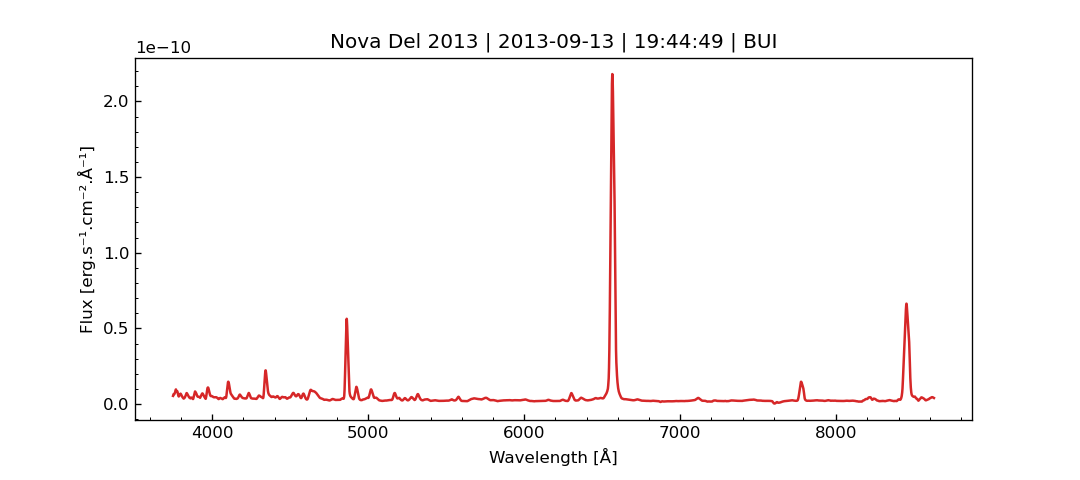 Nova Del 2013 | 2013-09-13 | 19:44:49 | BUI
1e−10
2.0
1.5
1.0
0.5
0.0
Flux [erg.s⁻¹.cm⁻².Å⁻¹]
4000 5000 6000 7000 8000
Wavelength [Å]